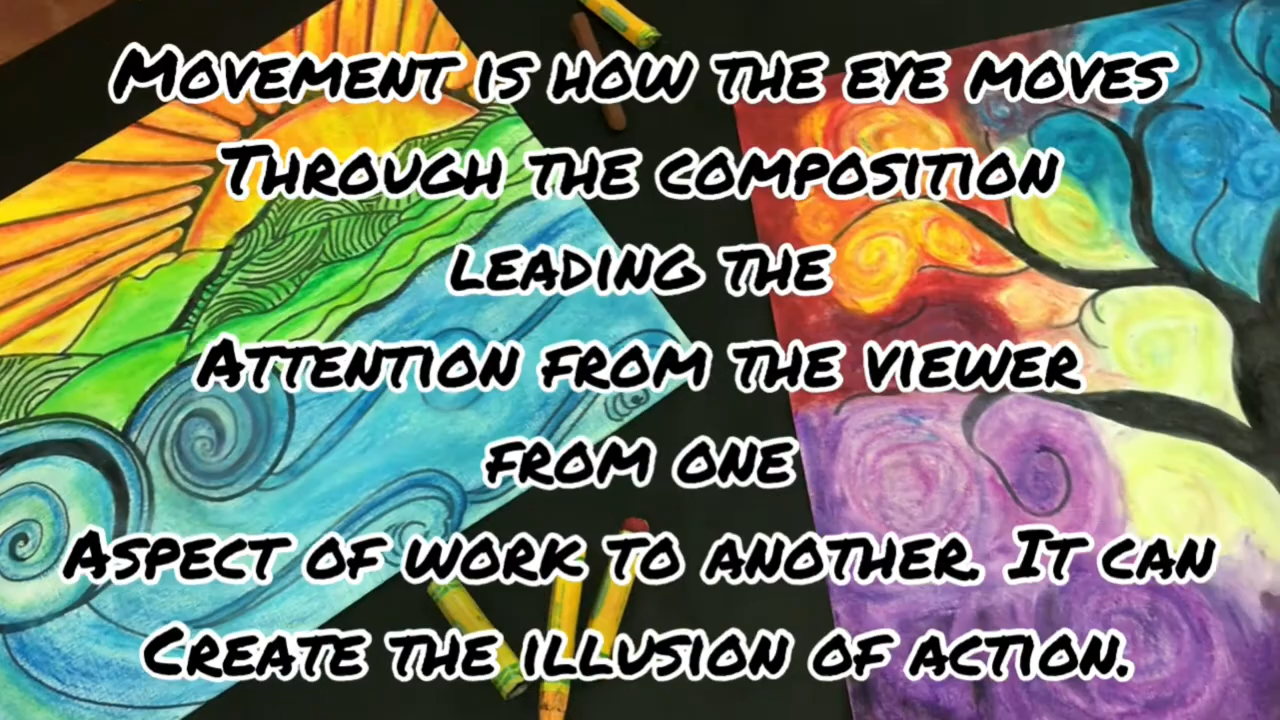 Movement is how the eye moves
Through the composition
leading the
Attention from the viewer
from one
Aspect of work to another. It can
Create the illusion of action.